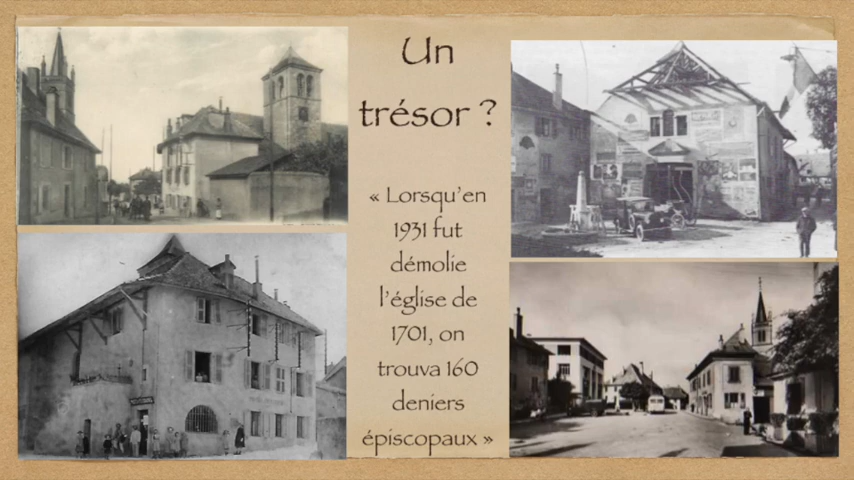 Un
trésor ?
« Lorsqu'en
1931 fut
démolie
l'église de
1701, on
trouva 160
deniers
épiscopaux »